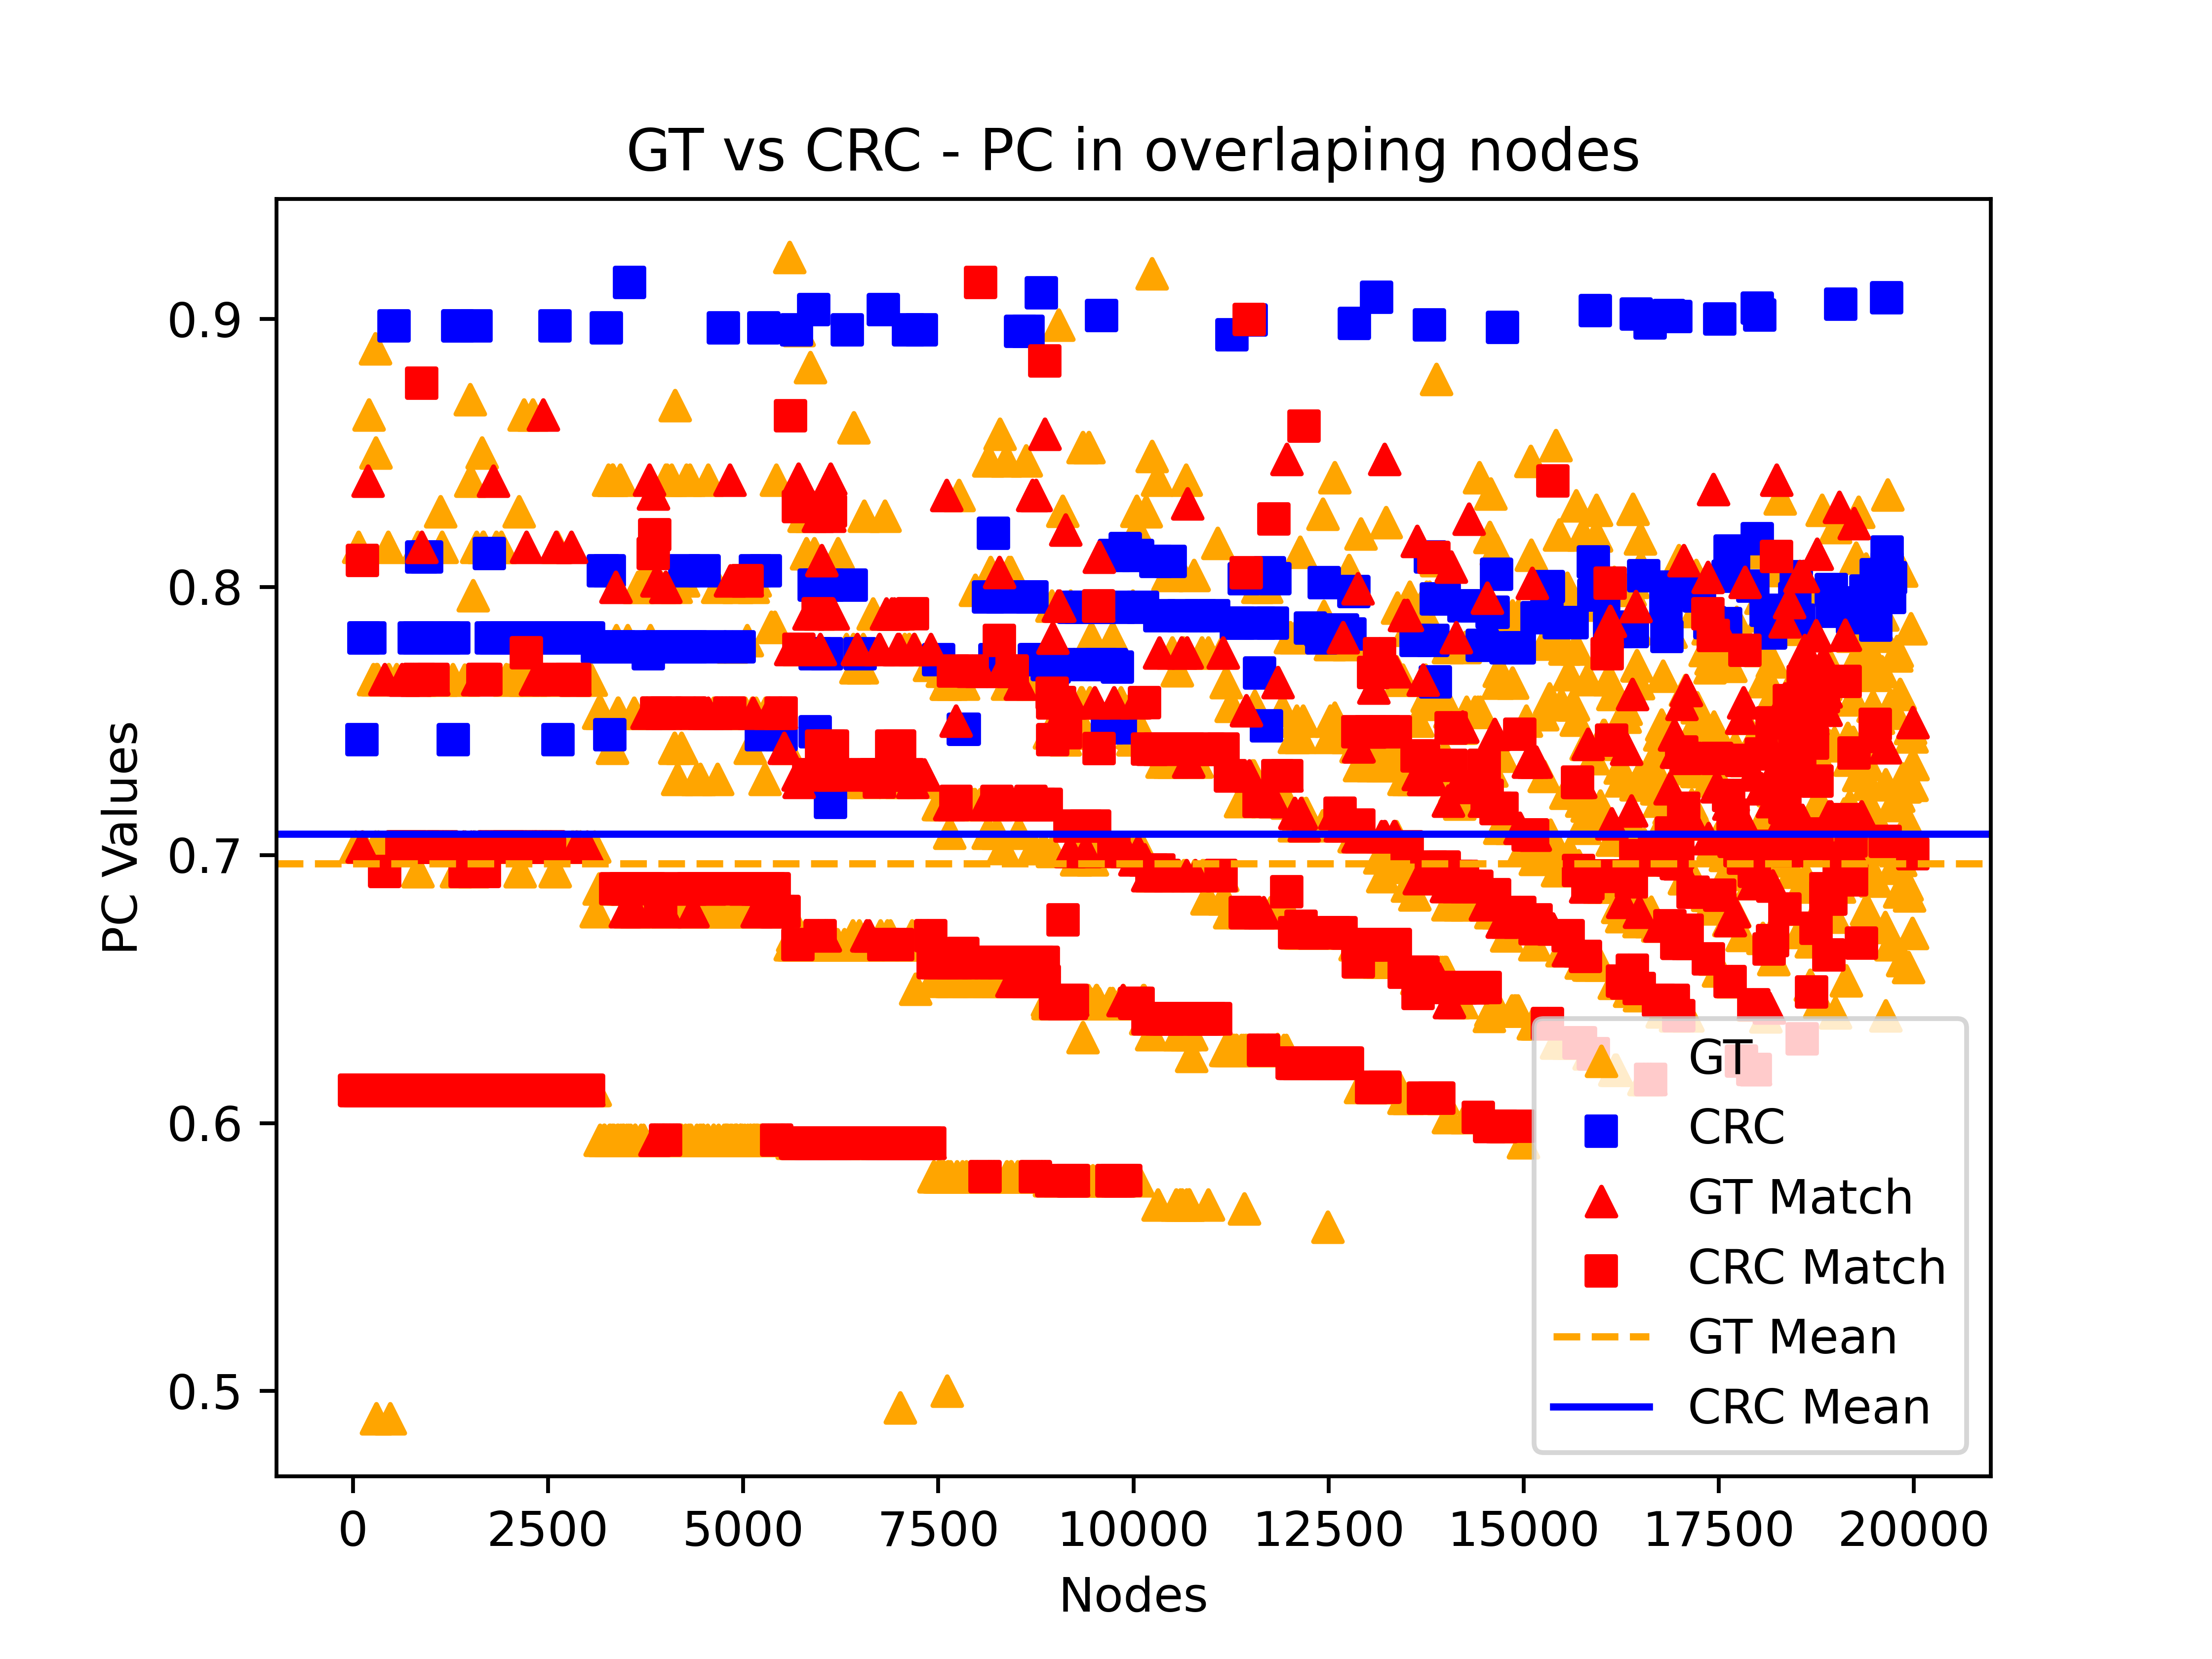 GT vs CRC - PC in overlaping nodes
PC Values
0.9
0.8
0.7
0.6
0.5
0
2500
5000
7500
10000
12500
15000
17500
20000
Nodes
GT
CRC
GT Match
CRC Match
GT Mean
CRC Mean